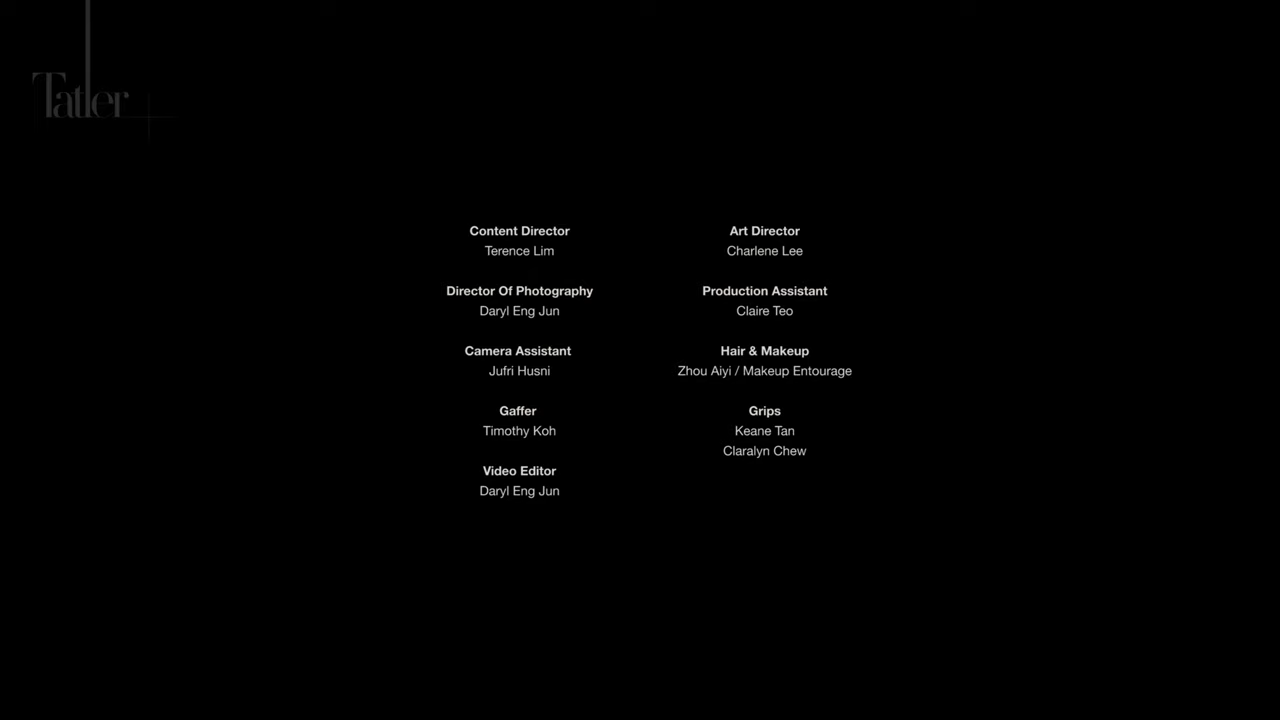 Tatler
Content Director
Terence Lim
Director Of Photography
Daryl Eng Jun
Camera Assistant
Jufri Husni
Gaffer
Timothy Koh
Video Editor
Daryl Eng Jun
Art Director
Charlene Lee
Production Assistant
Claire Teo
Hair & Makeup
Zhou Aiyi / Makeup Entourage
Grips
Keane Tan
Claralyn Chew